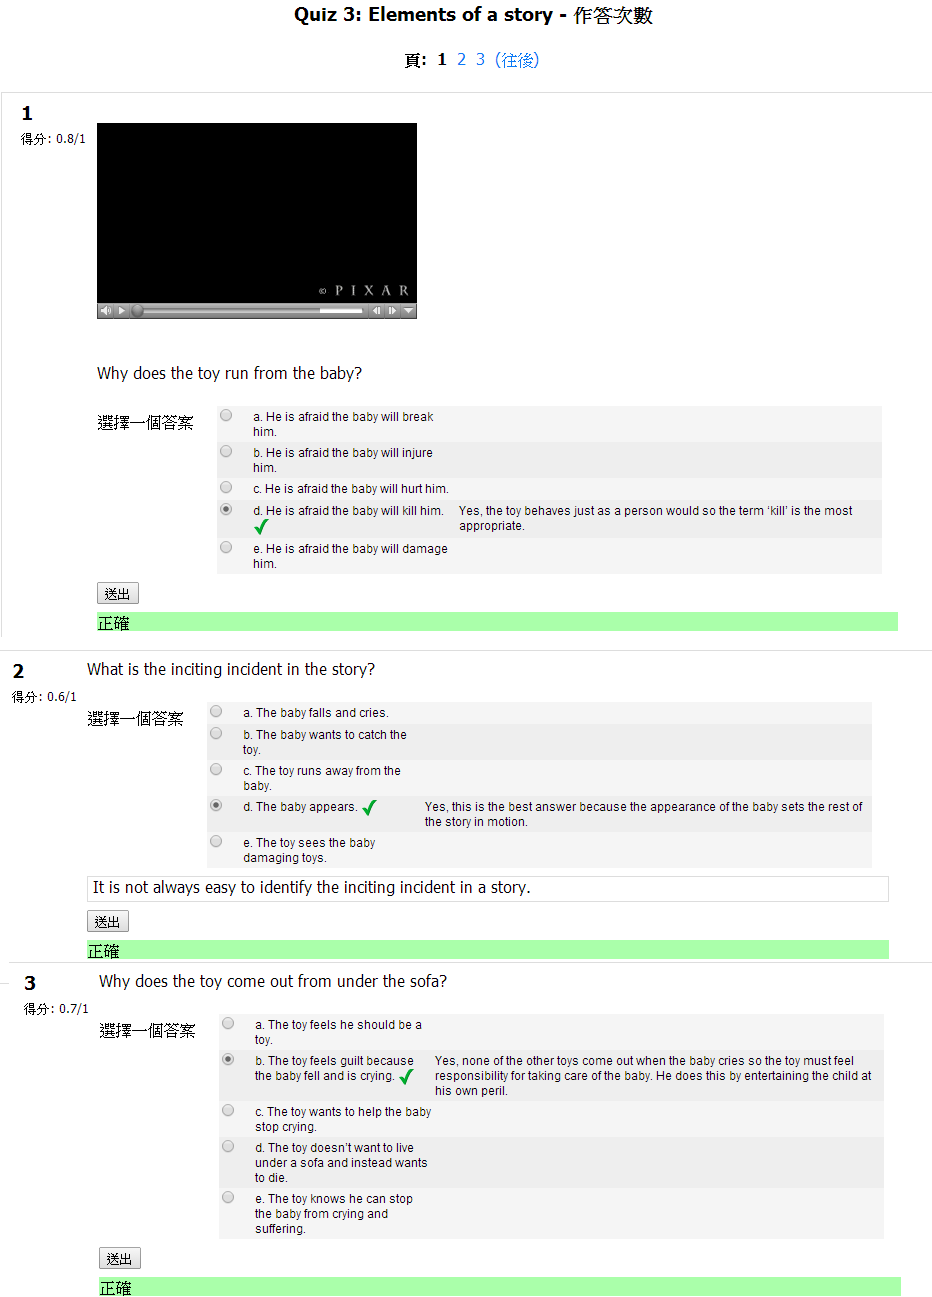 Quiz 3: Elements of a story - 作答次數
頁: 1 2 3 (往後)
1
得分: 0.8/1
© PIXAR
Why does the toy run from the baby?
選擇一個答案
a. He is afraid the baby will break
him.
b. He is afraid the baby will injure
him.
c. He is afraid the baby will hurt him.
d. He is afraid the baby will kill him.
Yes, the toy behaves just as a person would so the term ‘kill’ is the most
appropriate.
e. He is afraid the baby will damage
him.
送出
正確
2
得分: 0.6/1
What is the inciting incident in the story?
選擇一個答案
a. The baby falls and cries.
b. The baby wants to catch the
toy.
c. The toy runs away from the
baby.
d. The baby appears.
Yes, this is the best answer because the appearance of the baby sets the rest of
the story in motion.
e. The toy sees the baby
damaging toys.
It is not always easy to identify the inciting incident in a story.
送出
正確
3
得分: 0.7/1
Why does the toy come out from under the sofa?
選擇一個答案
a. The toy feels he should be a
toy.
b. The toy feels guilt because
the baby fell and is crying.
Yes, none of the other toys come out when the baby cries so the toy must feel
responsibility for taking care of the baby. He does this by entertaining the child at
his own peril.
c. The toy wants to help the baby
stop crying.
d. The toy doesn’t want to live
under a sofa and instead wants
to die.
e. The toy knows he can stop
the baby from crying and
suffering.
送出
正確